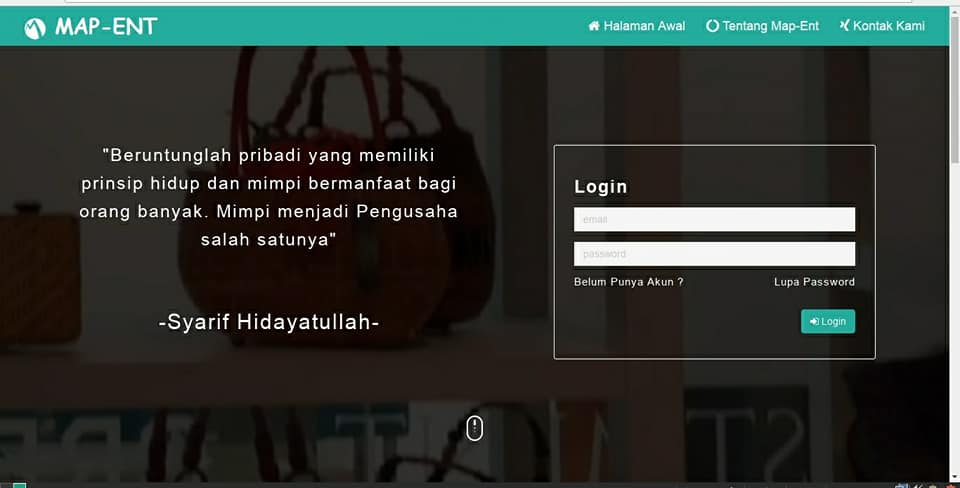 MAP-ENT
Halaman Awal
Tentang Map-Ent
Kontak Kami
"Beruntunglah pribadi yang memiliki
prinsip hidup dan mimpi bermanfaat bagi
orang banyak. Mimpi menjadi Pengusaha
salah satunya"
-Syarif Hidayatullah-
Login
email
password
Belum Punya Akun ?
Lupa Password
Login